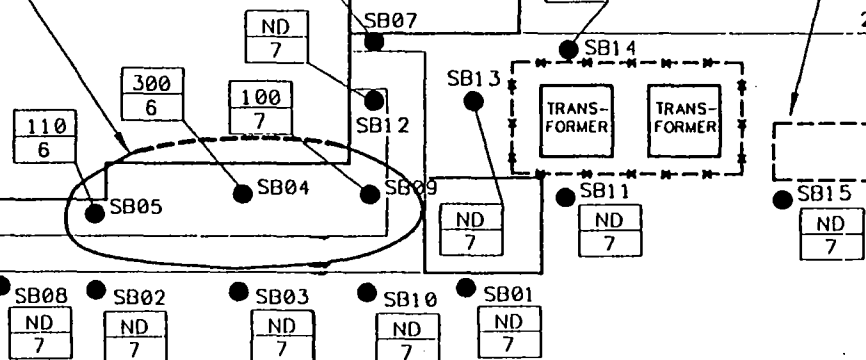 SB07
ND
7
SB14
300
6
100
7
SB13
TRANS-
FORMER
TRANS-
FORMER
110
6
SB12
SB05
SB04
SB09
SB11
SB15
ND
7
ND
7
ND
7
SB08
SB02
SB03
SB10
SB01
ND
7
ND
7
ND
7
ND
7
ND
7